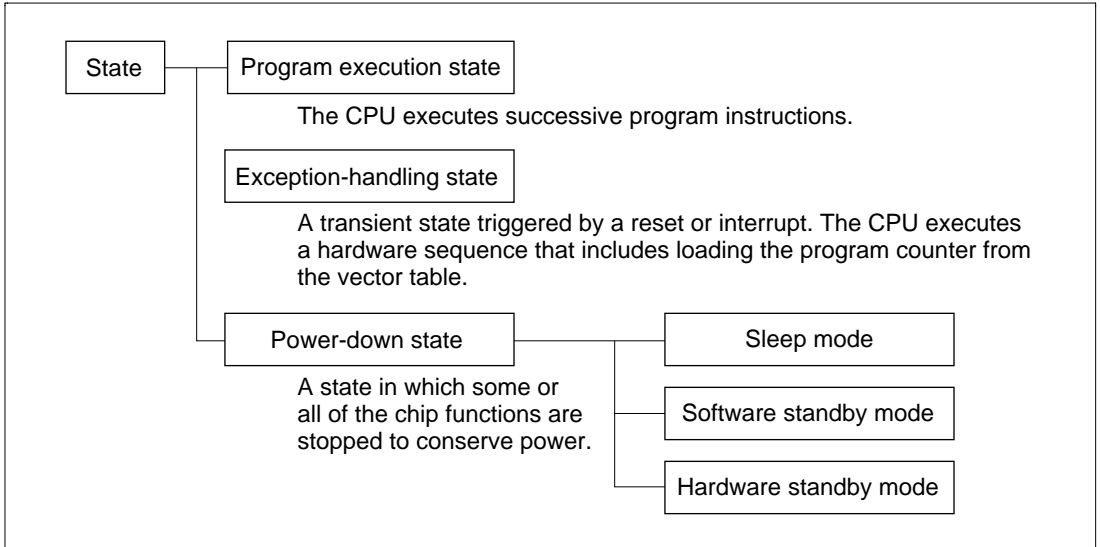 State
Program execution state
The CPU executes successive program instructions.
Exception-handling state
A transient state triggered by a reset or interrupt. The CPU executes
a hardware sequence that includes loading the program counter from
the vector table.
Power-down state
A state in which some or
all of the chip functions are
stopped to conserve power.
Sleep mode
Software standby mode
Hardware standby mode